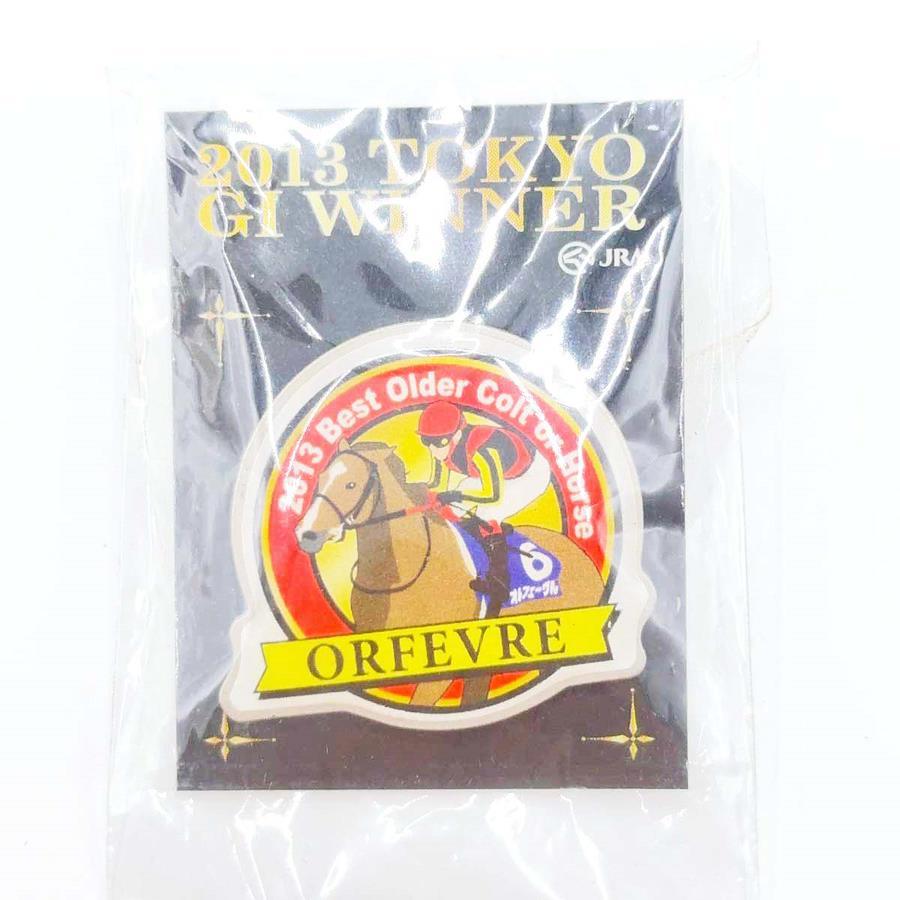 2013 TOKYO
GI WINNER
JRA
2013 Best Older Colt or Horse
6
オルフェーヴル
ORFEVRE